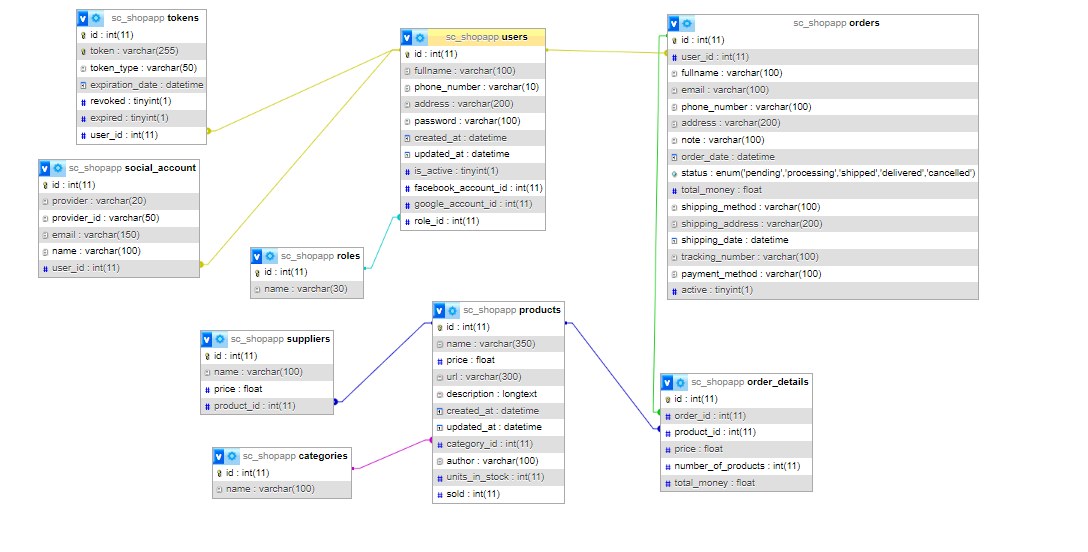 sc_shopapp tokens
id : int(11)
token : varchar(255)
token_type : varchar(50)
expiration_date : datetime
revoked : tinyint(1)
expired : tinyint(1)
user_id : int(11)
sc_shopapp social_account
id : int(11)
provider : varchar(20)
provider_id : varchar(50)
email : varchar(150)
name : varchar(100)
user_id : int(11)
sc_shopapp users
id : int(11)
fullname : varchar(100)
phone_number : varchar(10)
address : varchar(200)
password : varchar(100)
created_at : datetime
updated_at : datetime
is_active : tinyint(1)
facebook_account_id : int(11)
google_account_id : int(11)
role_id : int(11)
sc_shopapp orders
id : int(11)
user_id : int(11)
fullname : varchar(100)
email : varchar(100)
phone_number : varchar(100)
address : varchar(200)
note : varchar(100)
order_date : datetime
status : enum('pending','processing','shipped','delivered','cancelled')
total_money : float
shipping_method : varchar(100)
shipping_address : varchar(200)
shipping_date : datetime
tracking_number : varchar(100)
payment_method : varchar(100)
active : tinyint(1)
sc_shopapp roles
id : int(11)
name : varchar(30)
sc_shopapp suppliers
id : int(11)
name : varchar(100)
price : float
product_id : int(11)
sc_shopapp categories
id : int(11)
name : varchar(100)
sc_shopapp products
id : int(11)
name : varchar(350)
price : float
url : varchar(300)
description : longtext
created_at : datetime
updated_at : datetime
category_id : int(11)
author : varchar(100)
units_in_stock : int(11)
sold : int(11)
sc_shopapp order_details
id : int(11)
order_id : int(11)
product_id : int(11)
price : float
number_of_products : int(11)
total_money : float